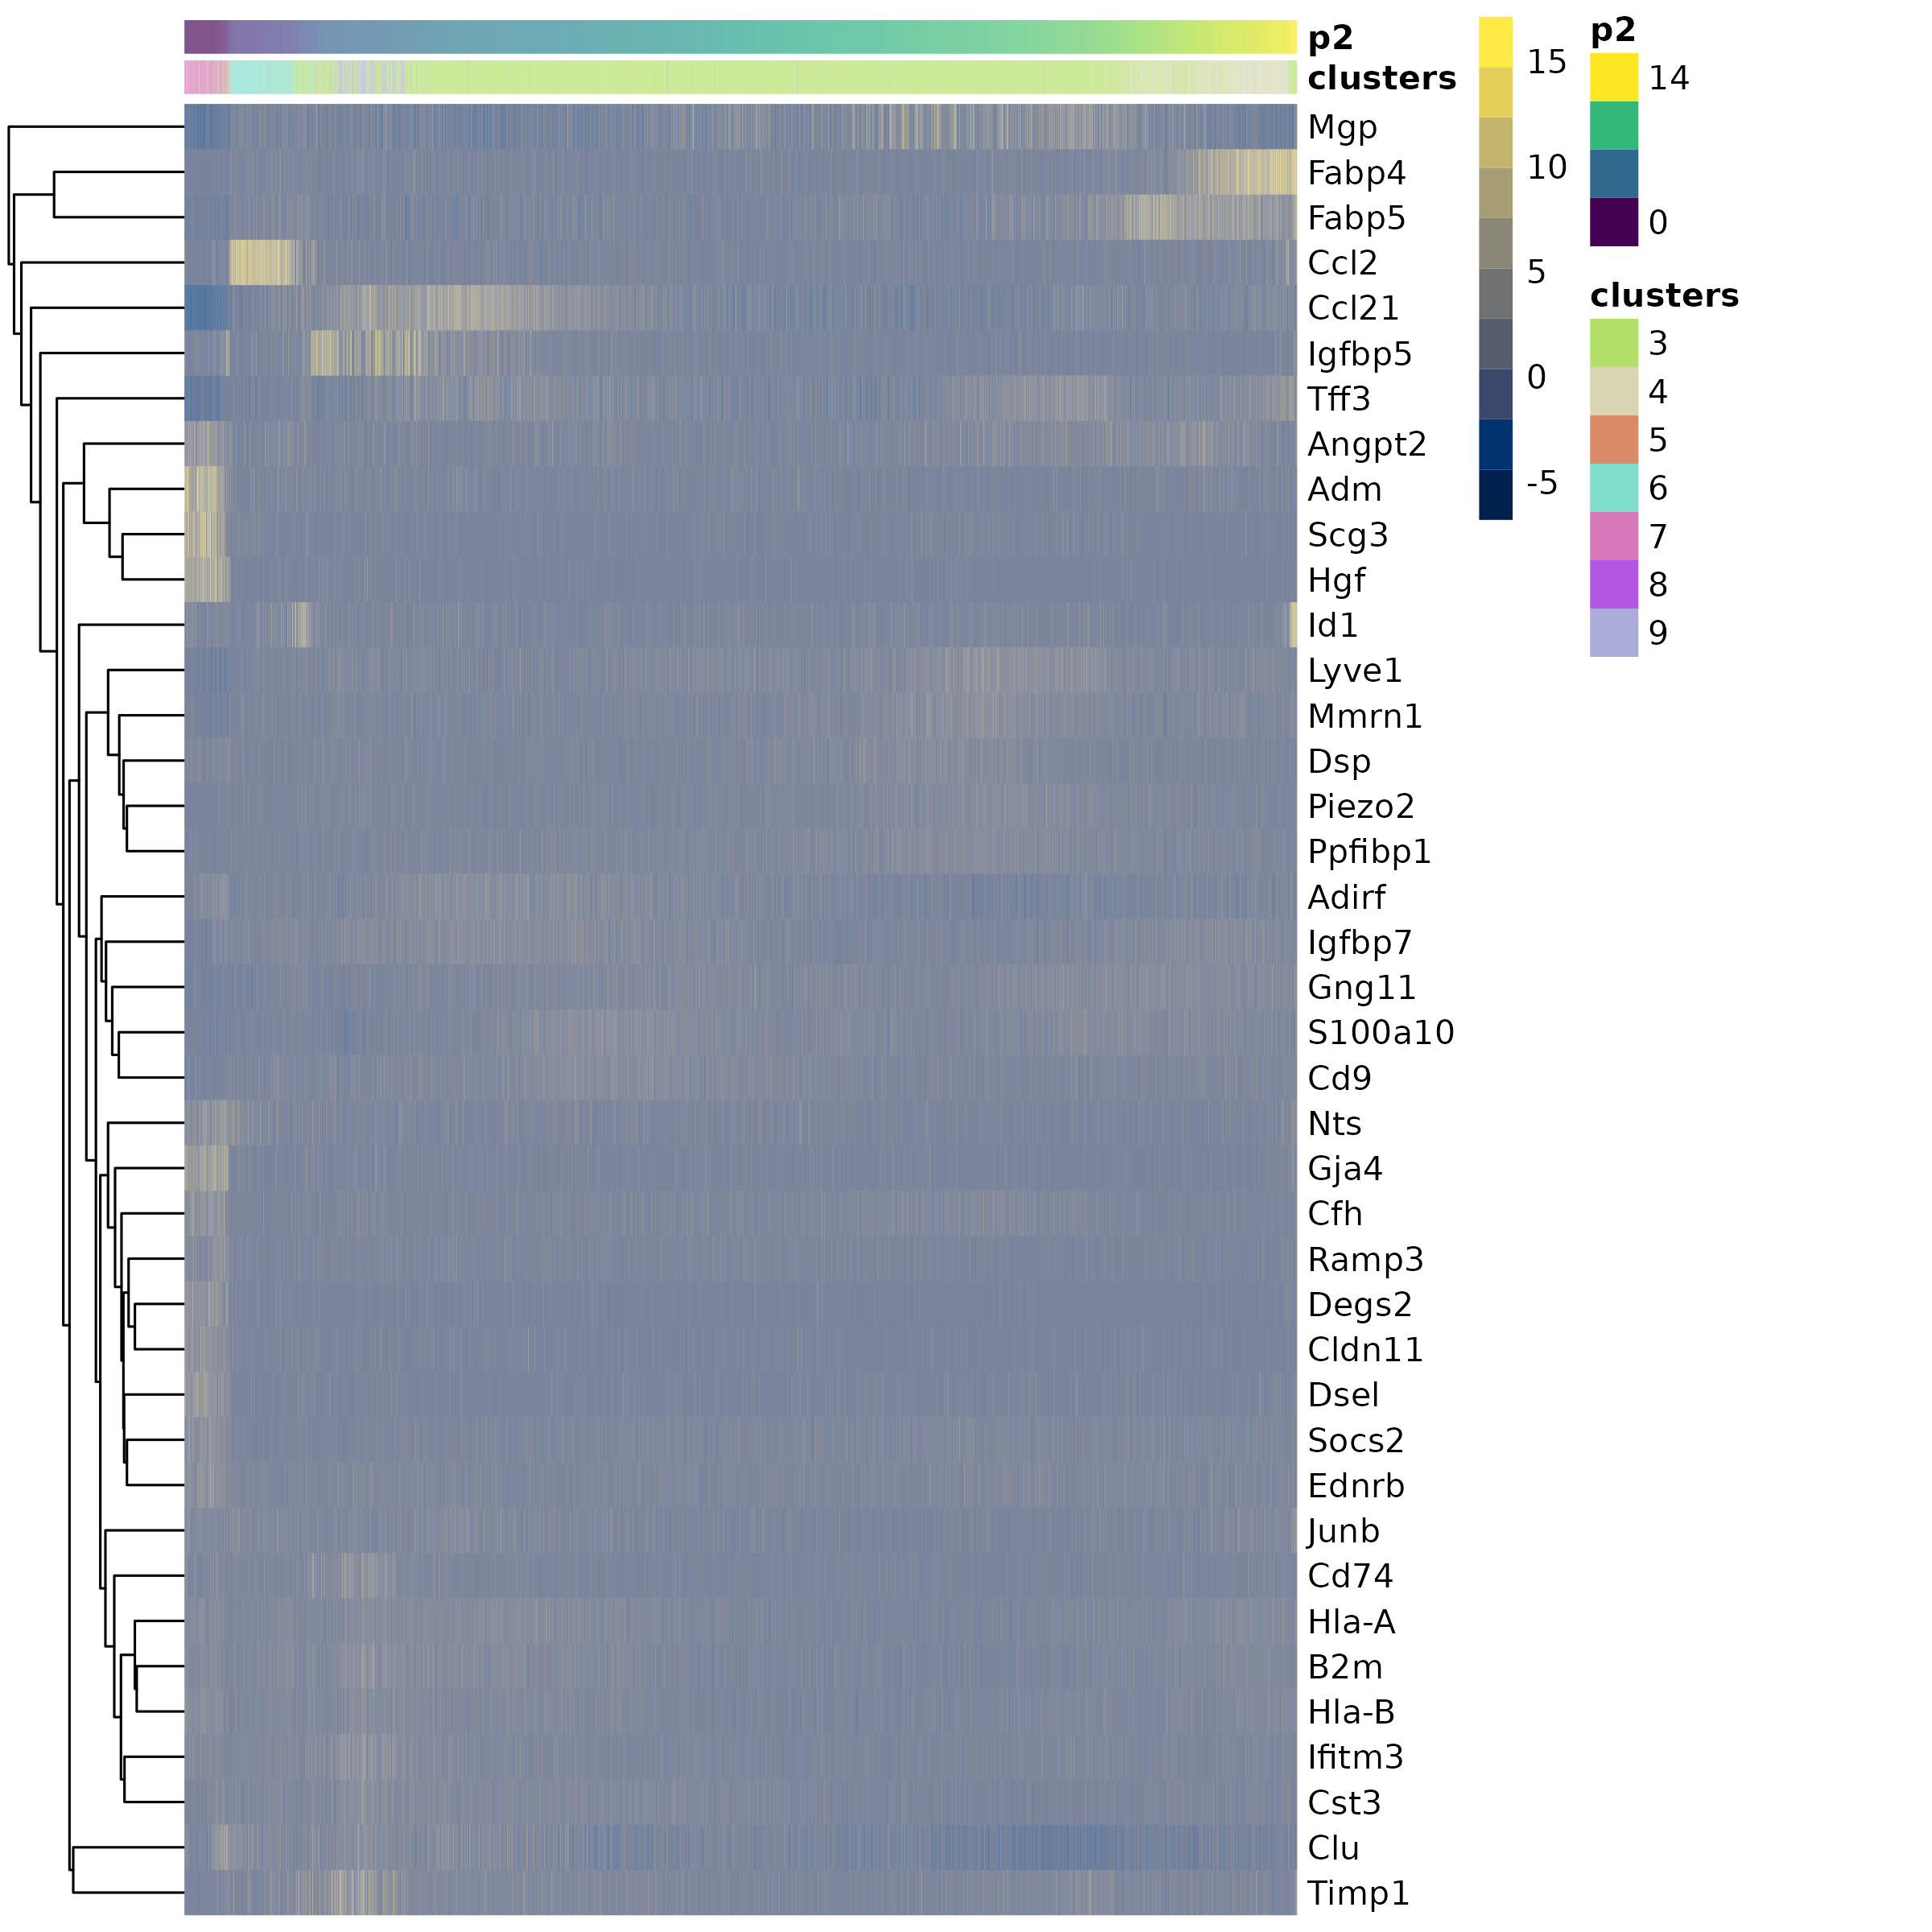 p2
clusters
Mgp
Fabp4
Fabp5
Ccl2
Ccl21
Igfbp5
Tff3
Angpt2
Adm
Scg3
Hgf
Id1
Lyve1
Mmrn1
Dsp
Piezo2
Ppfibp1
Adirf
Igfbp7
Gng11
S100a10
Cd9
Nts
Gja4
Cfh
Ramp3
Degs2
Cldn11
Dsel
Socs2
Ednrb
Junb
Cd74
Hla-A
B2m
Hla-B
Ifitm3
Cst3
Clu
Timp1
15
10
5
0
-5
p2
14
0
clusters
3
4
5
6
7
8
9